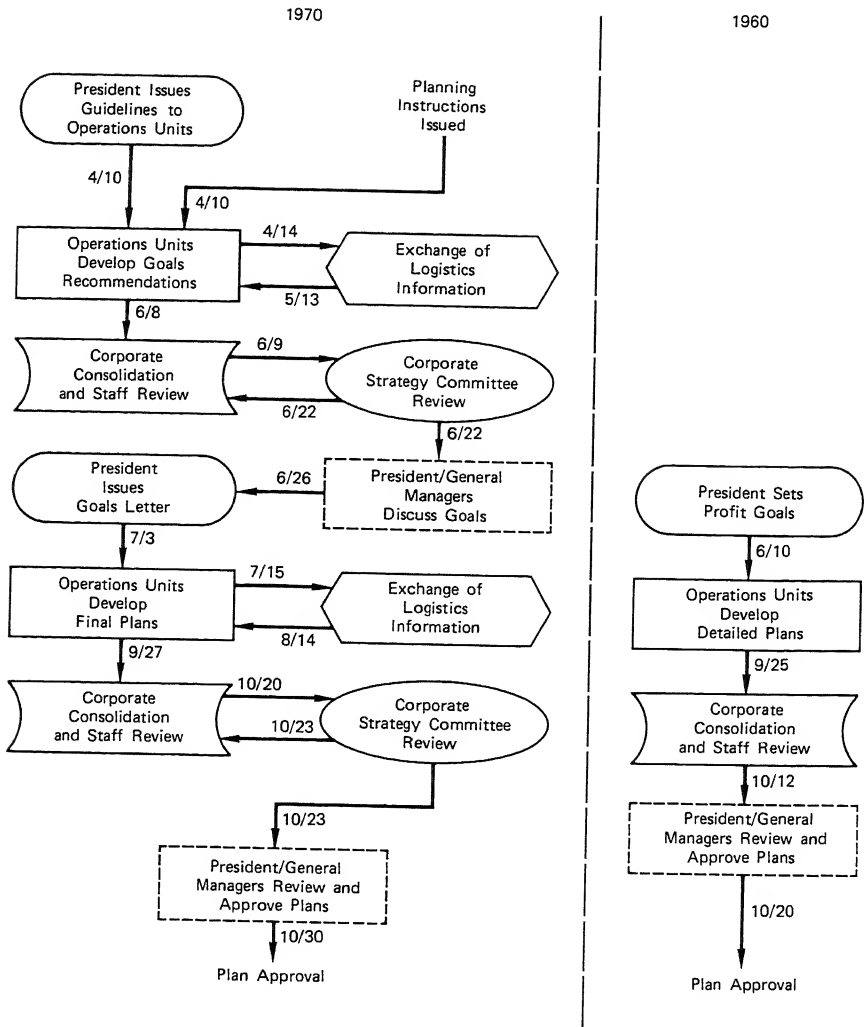 1970
1960
President Issues
Guidelines to
Operations Units
Planning
Instructions
Issued
4/10
4/10
Operations Units
Develop Goals
Recommendations
4/14
5/13
Exchange of
Logistics
Information
6/8
Corporate
Consolidation
and Staff Review
6/9
6/22
Corporate
Strategy Committee
Review
6/22
President
Issues
Goals Letter
6/26
President/General
Managers
Discuss Goals
7/3
Operations Units
Develop
Final Plans
7/15
8/14
Exchange of
Logistics
Information
9/27
Corporate
Consolidation
and Staff Review
10/20
10/23
Corporate
Strategy Committee
Review
10/23
President/General
Managers Review and
Approve Plans
10/30
Plan Approval
President Sets
Profit Goals
6/10
Operations Units
Develop
Detailed Plans
9/25
Corporate
Consolidation
and Staff Review
10/12
President/General
Managers Review and
Approve Plans
10/20
Plan Approval